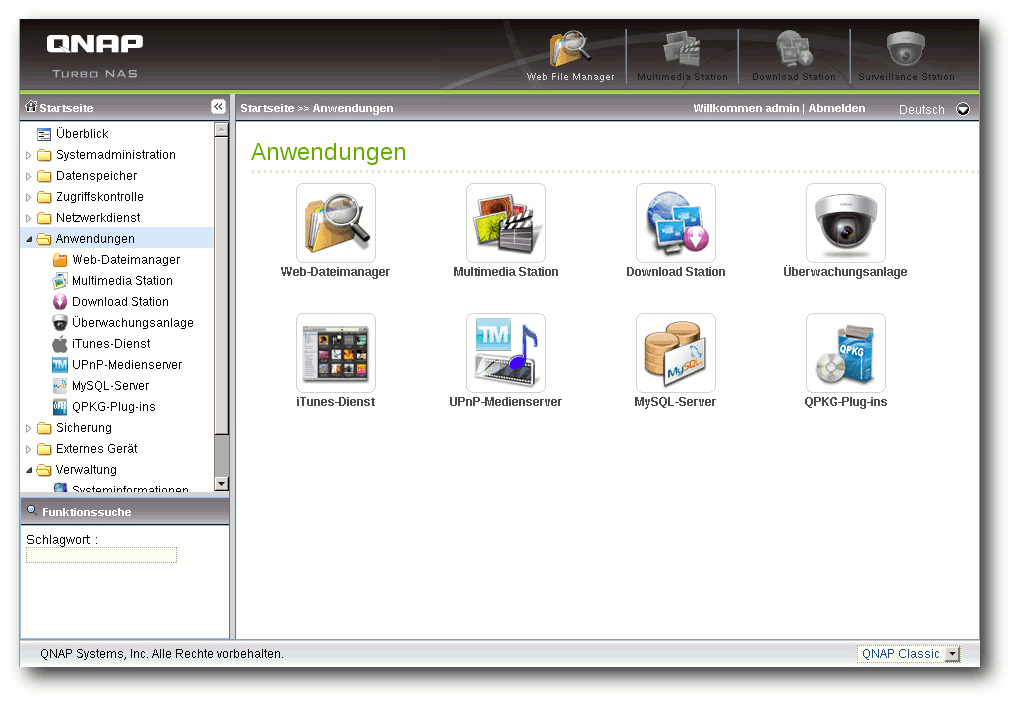 QNAP
TURBO NAS
Web File Manager
Multimedia Station
Download Station
Surveillance Station
Startseite
Startseite >> Anwendungen
Willkommen admin | Abmelden
Deutsch
Überblick
Systemadministration
Datenspeicher
Zugriffskontrolle
Netzwerkdienst
Anwendungen
Web-Dateimanager
Multimedia Station
Download Station
Überwachungsanlage
iTunes-Dienst
UPnP-Medienserver
MySQL-Server
QPKG-Plug-ins
Sicherung
Externes Gerät
Verwaltung
Systeminformationen
Funktionssuche
Schlagwort :
Anwendungen
Web-Dateimanager
Multimedia Station
Download Station
Überwachungsanlage
TM
MySQL
QPKG
iTunes-Dienst
UPnP-Medienserver
MySQL-Server
QPKG-Plug-ins
QNAP Systems, Inc. Alle Rechte vorbehalten.
QNAP Classic